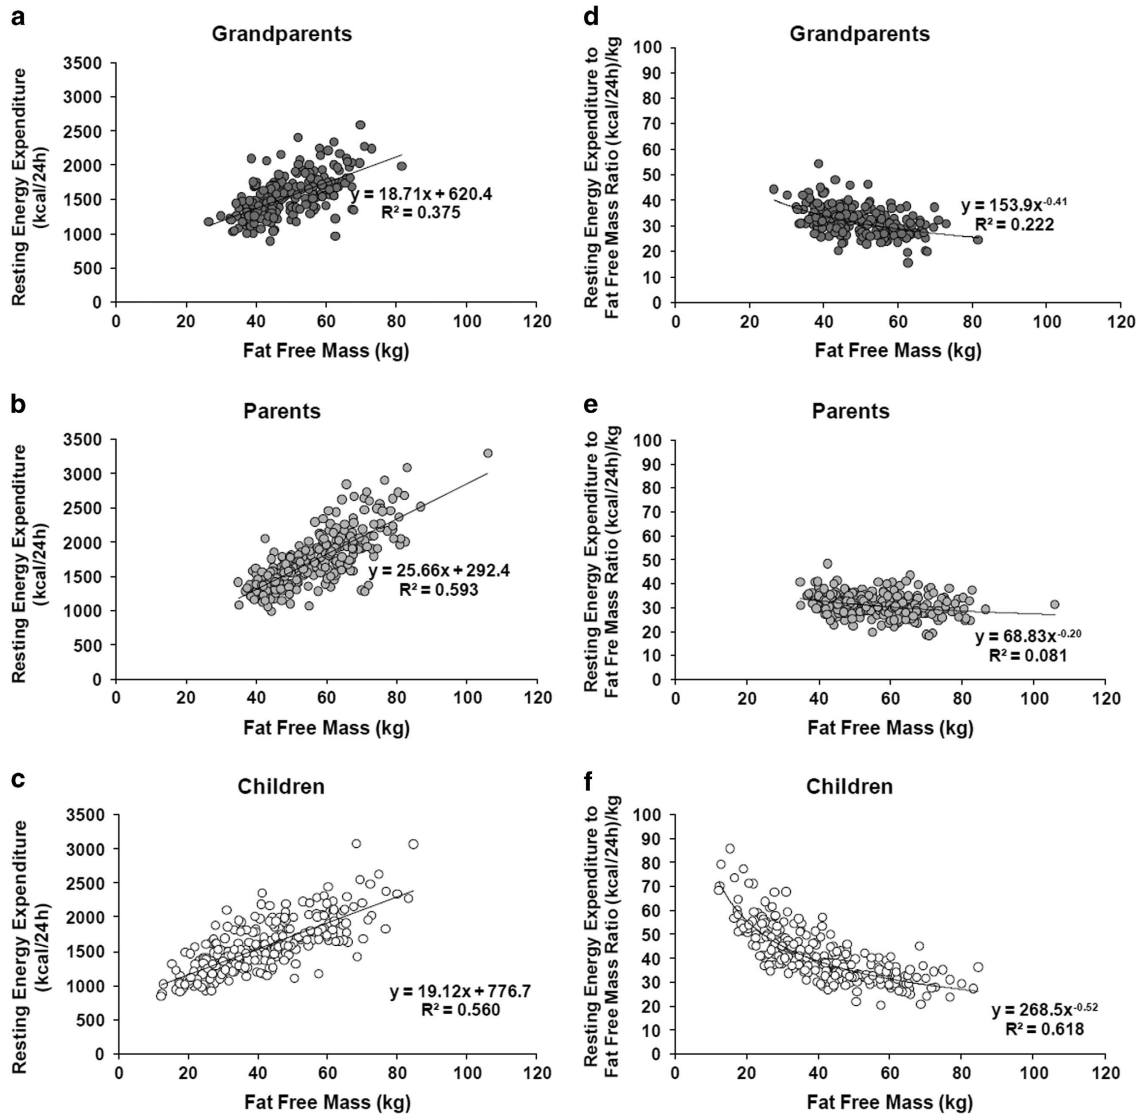 a
Grandparents
Resting Energy Expenditure
(kcal/24h)
3500
3000
2500
2000
1500
1000
500
0
y = 18.71x + 620.4
R² = 0.375
0 20 40 60 80 100 120
Fat Free Mass (kg)
d
Grandparents
Resting Energy Expenditure to
Fat Free Mass Ratio (kcal/24h)/kg
100
90
80
70
60
50
40
30
20
10
0
y = 153.9x^-0.41
R² = 0.222
0 20 40 60 80 100 120
Fat Free Mass (kg)
b
Parents
Resting Energy Expenditure
(kcal/24h)
3500
3000
2500
2000
1500
1000
500
0
y = 25.66x + 292.4
R² = 0.593
0 20 40 60 80 100 120
Fat Free Mass (kg)
e
Parents
Resting Energy Expenditure to
Fat Fre Mass Ratio (kcal/24h)/kg
100
90
80
70
60
50
40
30
20
10
0
y = 68.83x^-0.20
R² = 0.081
0 20 40 60 80 100 120
Fat Free Mass (kg)
c
Children
Resting Energy Expenditure
(kcal/24h)
3500
3000
2500
2000
1500
1000
500
0
y = 19.12x + 776.7
R² = 0.560
0 20 40 60 80 100 120
Fat Free Mass (kg)
f
Children
Resting Energy Expenditure to
Fat Free Mass Ratio (kcal/24h)/kg
100
90
80
70
60
50
40
30
20
10
0
y = 268.5x^-0.52
R² = 0.618
0 20 40 60 80 100 120
Fat Free Mass (kg)